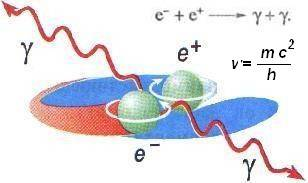 e⁻ + e⁺ ⟶ γ + γ.
γ
e⁺
ν = m c² / h
e⁻
γ